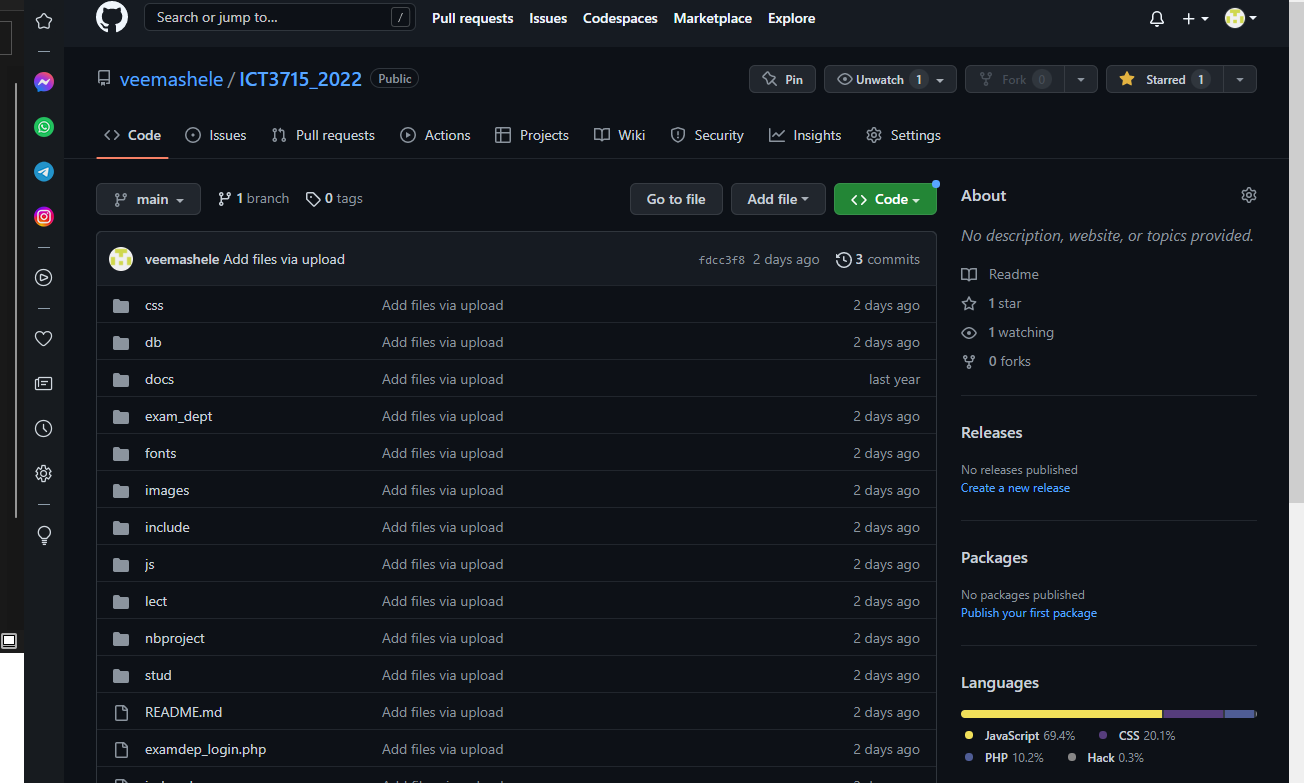 Search or jump to... /
Pull requests Issues Codespaces Marketplace Explore
veemashele / ICT3715_2022 Public
Pin Unwatch 1 Fork 0 Starred 1
Code Issues Pull requests Actions Projects Wiki Security Insights Settings
main 1 branch 0 tags
Go to file Add file Code
veemashele Add files via upload fdcc3f8 2 days ago 3 commits
css Add files via upload 2 days ago
db Add files via upload 2 days ago
docs Add files via upload last year
exam_dept Add files via upload 2 days ago
fonts Add files via upload 2 days ago
images Add files via upload 2 days ago
include Add files via upload 2 days ago
js Add files via upload 2 days ago
lect Add files via upload 2 days ago
nbproject Add files via upload 2 days ago
stud Add files via upload 2 days ago
README.md Add files via upload 2 days ago
examdep_login.php Add files via upload 2 days ago
About
No description, website, or topics provided.
Readme
1 star
1 watching
0 forks
Releases
No releases published
Create a new release
Packages
No packages published
Publish your first package
Languages
JavaScript 69.4% CSS 20.1%
PHP 10.2% Hack 0.3%